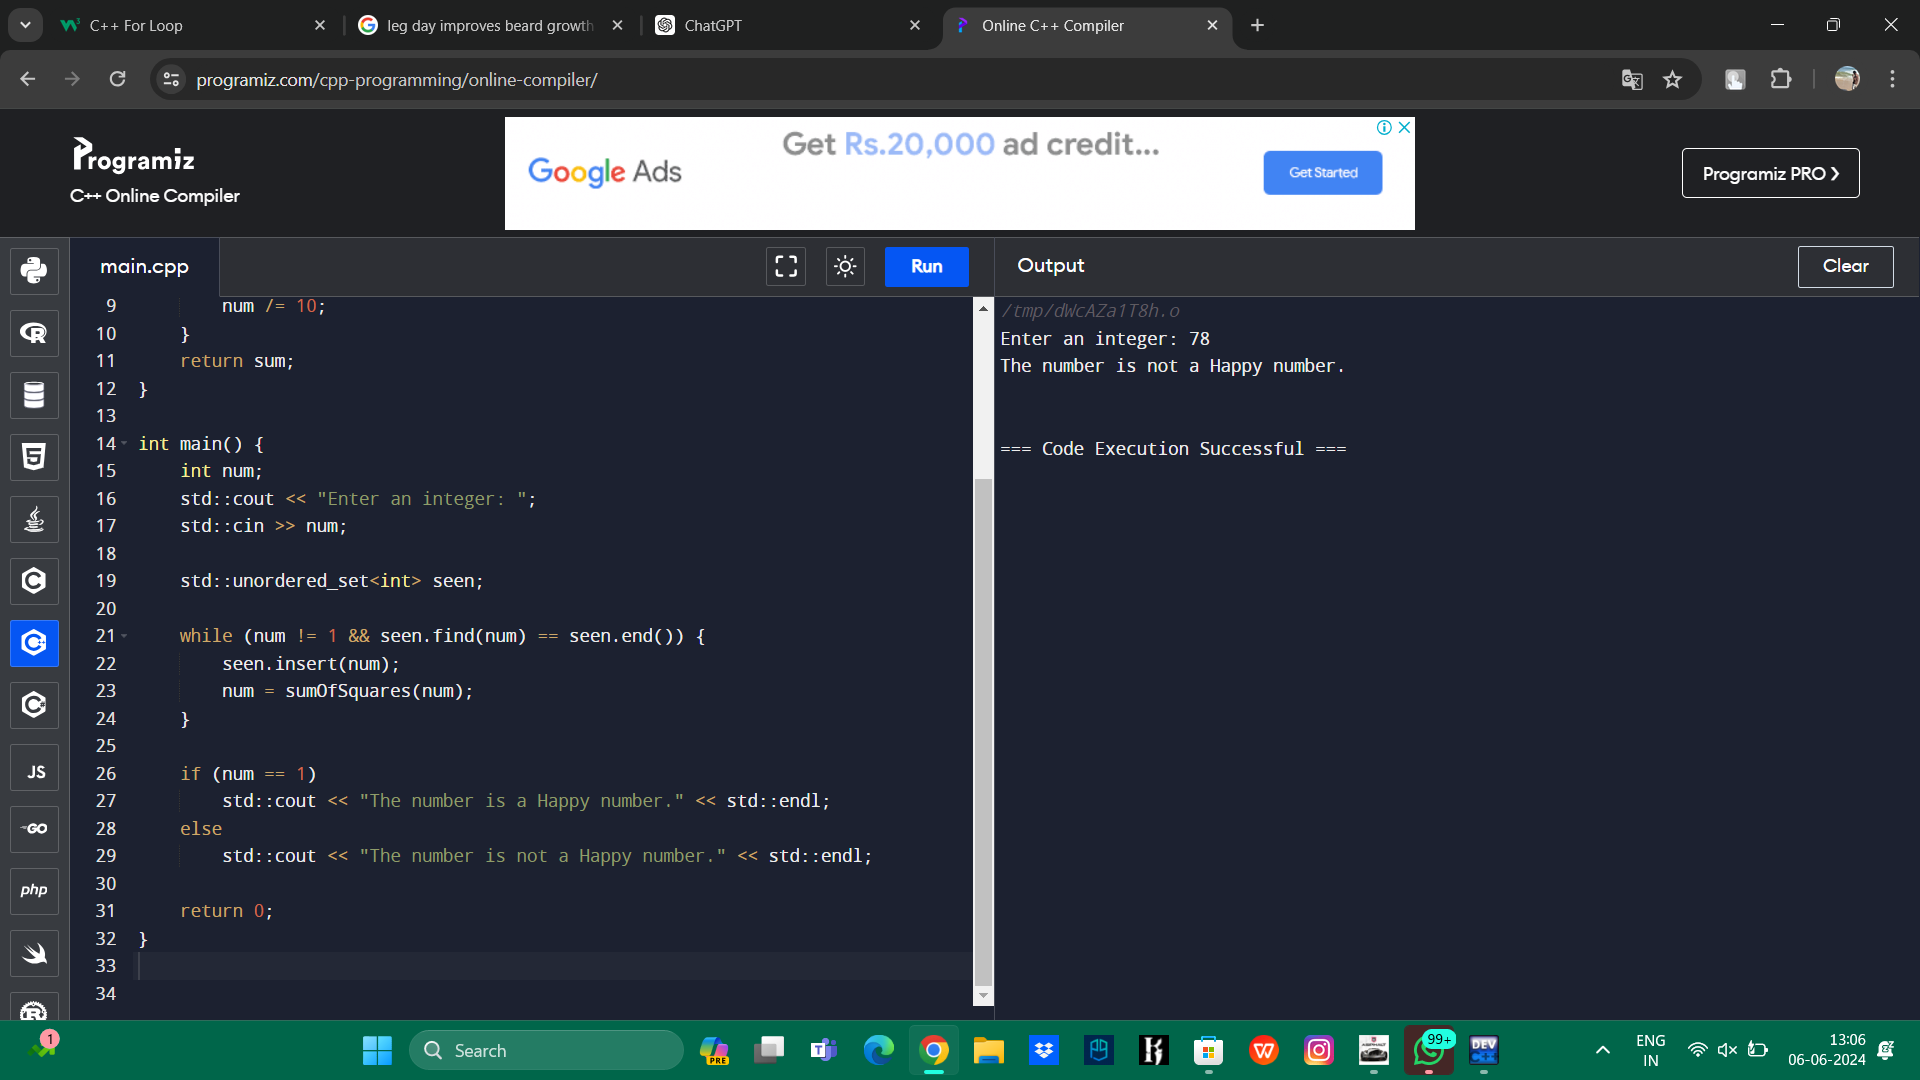 C++ For Loop
leg day improves beard growth
ChatGPT
Online C++ Compiler
programiz.com/cpp-programming/online-compiler/
Programiz
C++ Online Compiler
Google Ads
Get Rs.20,000 ad credit...
Get Started
Programiz PRO ❯
main.cpp
Run
Output
Clear
9 num /= 10;
10 }
11 return sum;
12 }
13
14 int main() {
15 int num;
16 std::cout << "Enter an integer: ";
17 std::cin >> num;
18
19 std::unordered_set<int> seen;
20
21 while (num != 1 && seen.find(num) == seen.end()) {
22 seen.insert(num);
23 num = sumOfSquares(num);
24 }
25
26 if (num == 1)
27 std::cout << "The number is a Happy number." << std::endl;
28 else
29 std::cout << "The number is not a Happy number." << std::endl;
30
31 return 0;
32 }
33
34
/tmp/dWcAZa1T8h.o
Enter an integer: 78
The number is not a Happy number.
=== Code Execution Successful ===
JS
GO
php
1
Search
PRE
99+
DEV
ENG
IN
13:06
06-06-2024